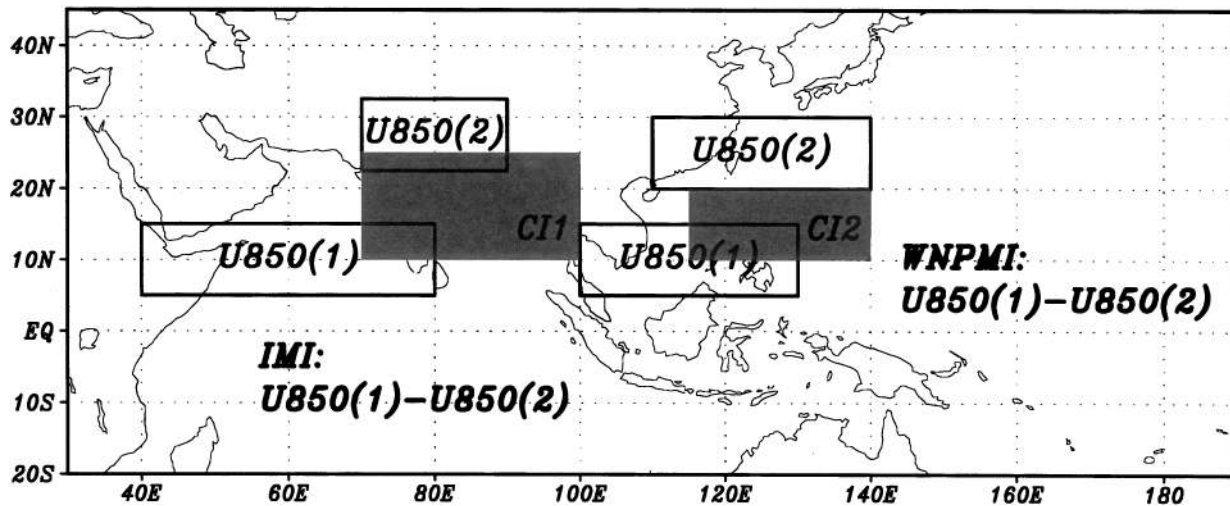 40N
30N
20N
10N
EQ
10S
20S
U850(2)
U850(2)
CI1
CI2
U850(1)
U850(1)
WNPMI:
U850(1)-U850(2)
IMI:
U850(1)-U850(2)
40E
60E
80E
100E
120E
140E
160E
180